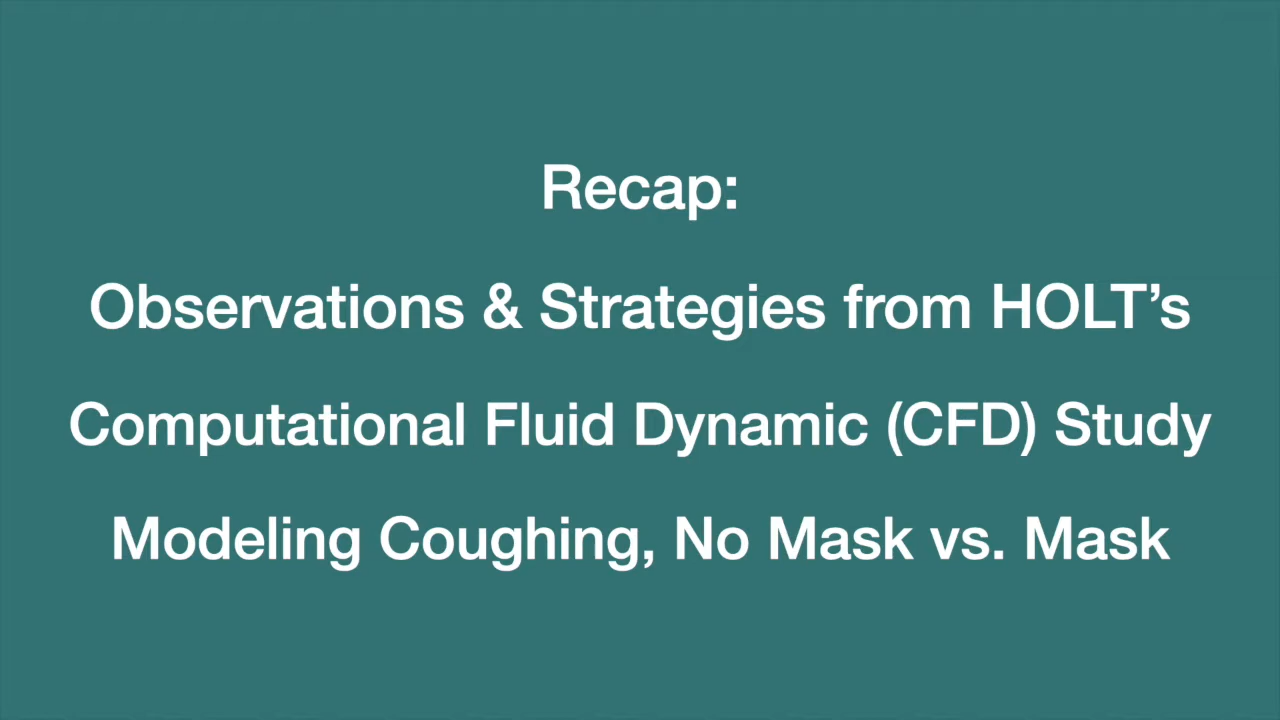 Recap:
Observations & Strategies from HOLT’s
Computational Fluid Dynamic (CFD) Study
Modeling Coughing, No Mask vs. Mask